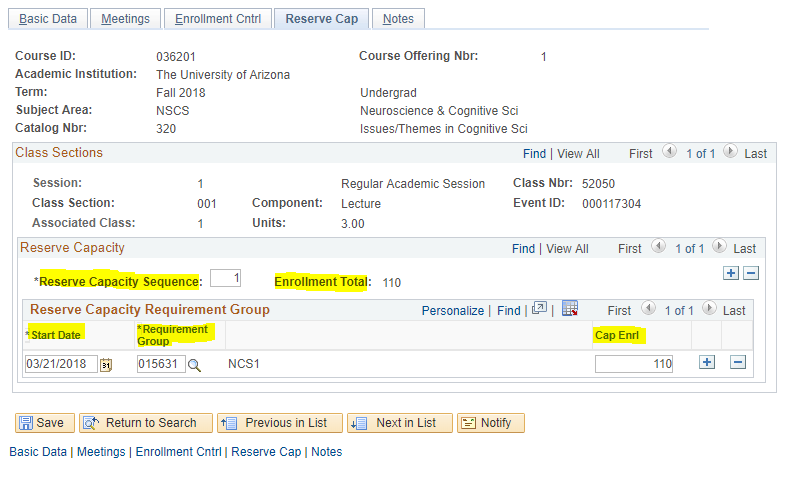 Basic Data Meetings Enrollment Cntrl Reserve Cap Notes
Course ID: 036201 Course Offering Nbr: 1
Academic Institution: The University of Arizona
Term: Fall 2018 Undergrad
Subject Area: NSCS Neuroscience & Cognitive Sci
Catalog Nbr: 320 Issues/Themes in Cognitive Sci
Class Sections Find | View All First 1 of 1 Last
Session: 1 Regular Academic Session Class Nbr: 52050
Class Section: 001 Component: Lecture Event ID: 000117304
Associated Class: 1 Units: 3.00
Reserve Capacity Find | View All First 1 of 1 Last
*Reserve Capacity Sequence: 1 Enrollment Total: 110
Reserve Capacity Requirement Group Personalize | Find | | First 1 of 1 Last
*Start Date *Requirement Group Cap Enrl
03/21/2018 31 015631 NCS1 110
Save Return to Search Previous in List Next in List Notify
Basic Data | Meetings | Enrollment Cntrl | Reserve Cap | Notes